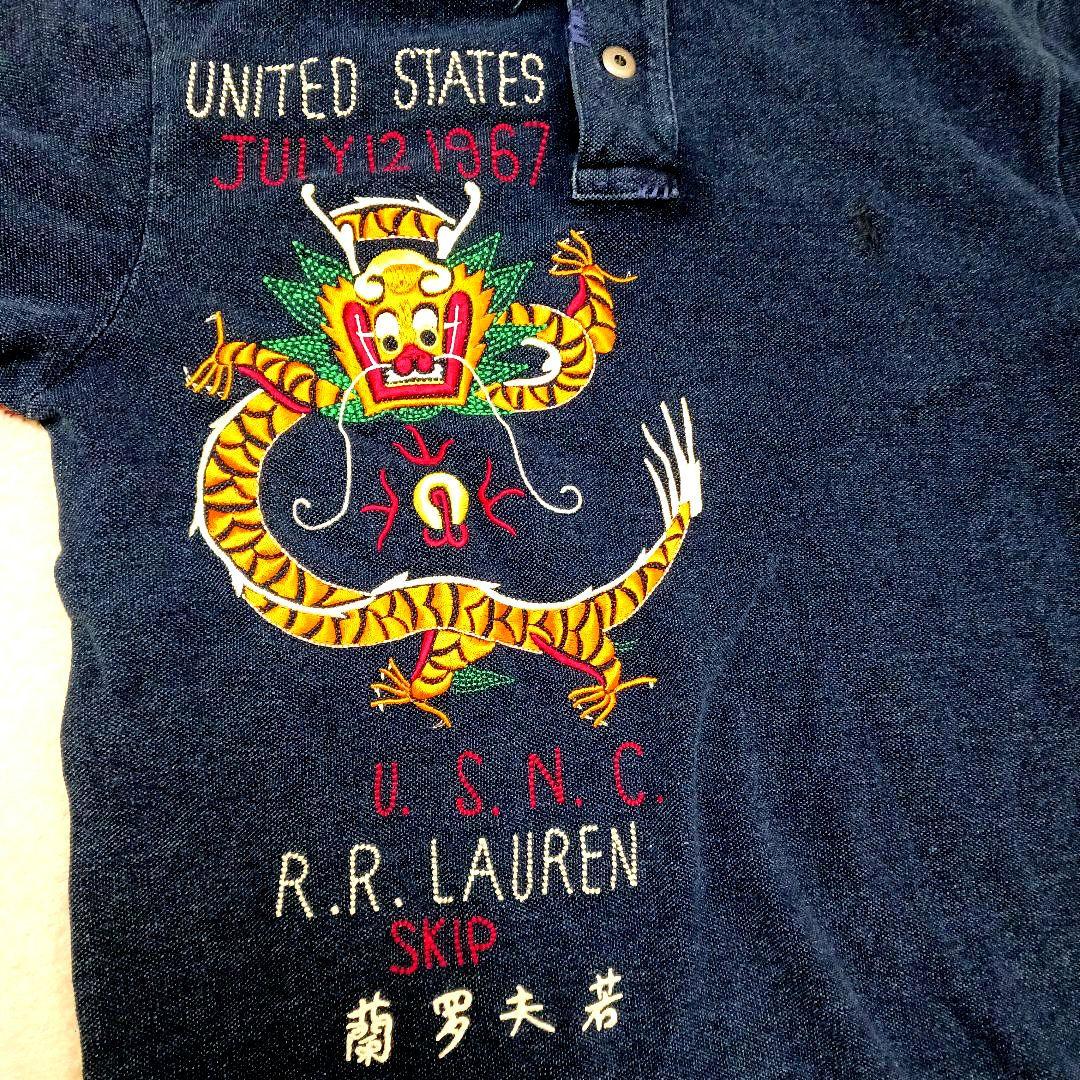 UNITED STATES
JULY 12 1967
U. S. N. C.
R.R. LAUREN
SKIP
蘭罗夫若